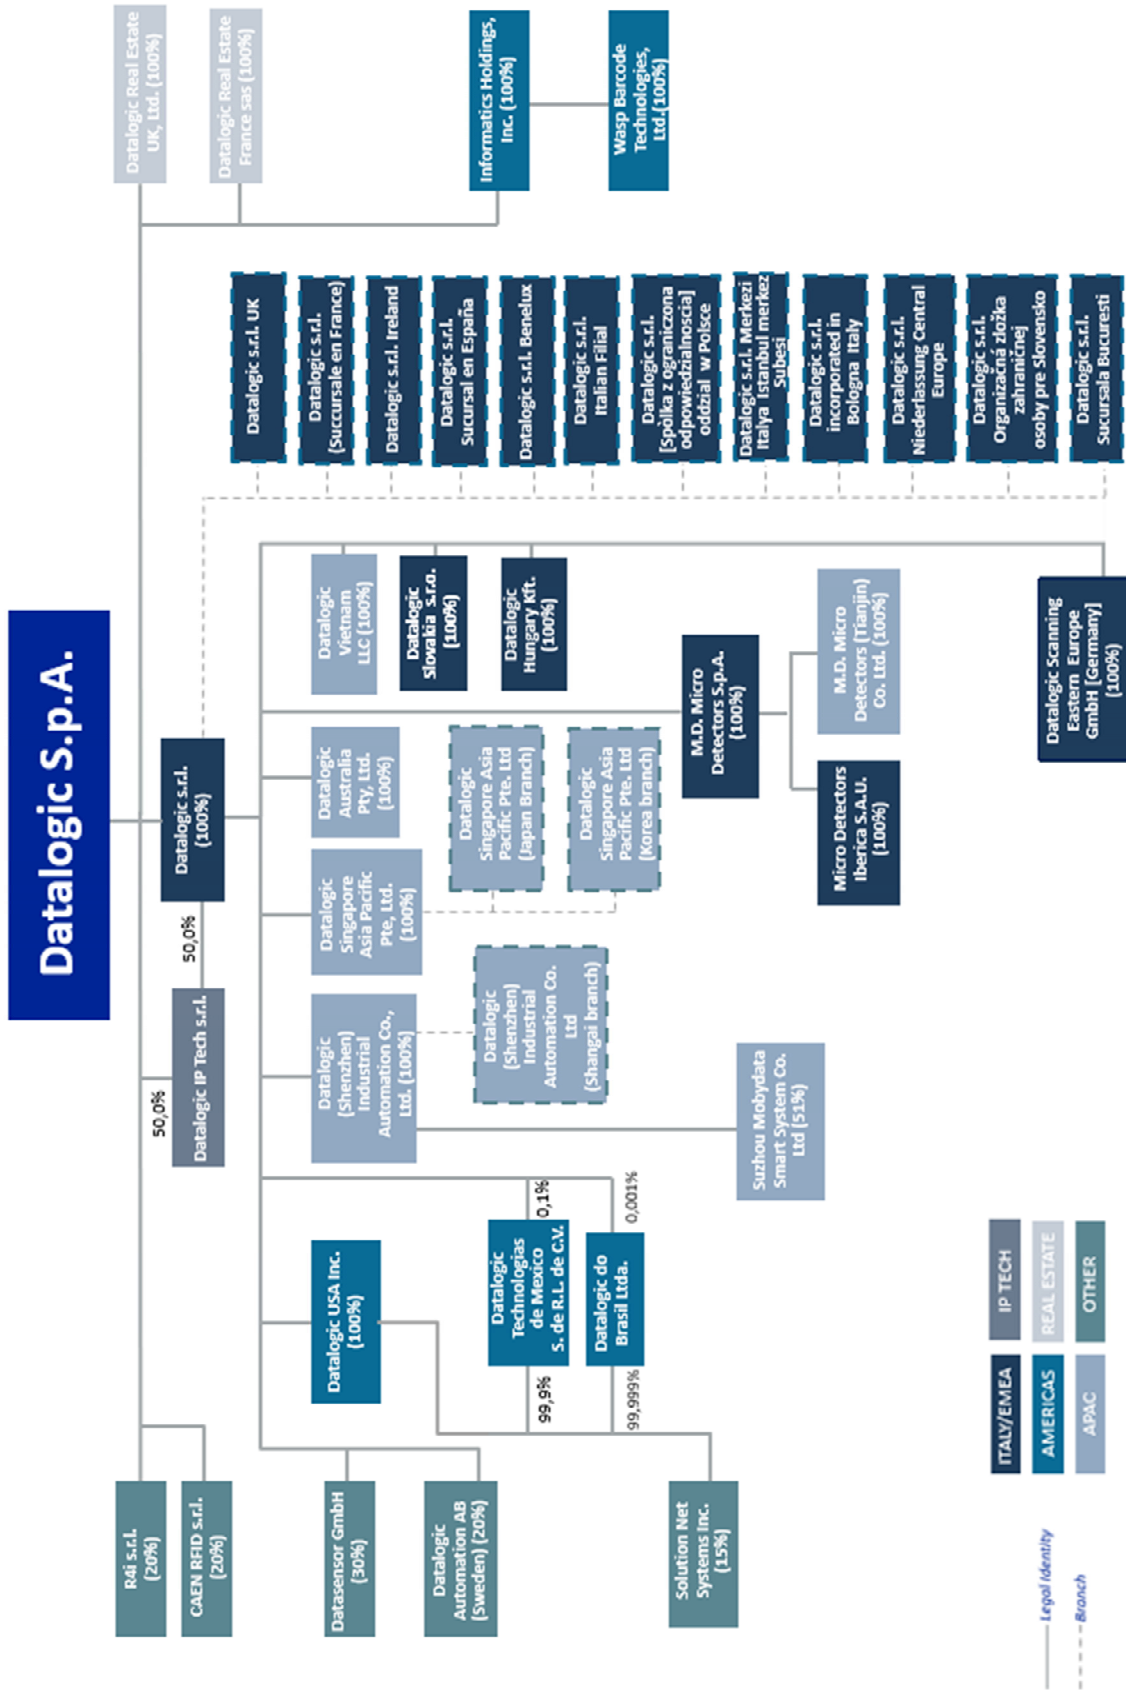 Datalogic S.p.A.
R4i s.r.l.
(20%)
CAEN RFID s.r.l.
(20%)
50,0%
Datalogic IP Tech s.r.l.
50,0%
Datalogic s.r.l.
(100%)
Datalogic Real Estate
UK, Ltd. (100%)
Datalogic Real Estate
France sas (100%)
Informatics Holdings,
Inc. (100%)
Wasp Barcode
Technologies,
Ltd.(100%)
Datalogic s.r.l. UK
Datalogic s.r.l.
(Succursale en France)
Datalogic s.r.l. Ireland
Datalogic s.r.l.
Sucursal en España
Datalogic s.r.l. Benelux
Datalogic s.r.l.
Italian Filial
Datalogic s.r.l.
[Spólka z ograniczona
odpowiedzialnoscia]
oddzial w Polsce
Datalogic s.r.l. Merkezi
Italya Istanbul merkez
Subesi
Datalogic s.r.l.
incorporated in
Bologna Italy
Datalogic s.r.l.
Niederlassung Central
Europe
Datalogic s.r.l.
Organizačná zložka
zahraničnej
osoby pre Slovensko
Datalogic s.r.l.
Sucursala Bucuresti
Datasensor GmbH
(30%)
Datalogic
Automation AB
(Sweden) (20%)
Solution Net
Systems Inc.
(15%)
Datalogic USA Inc.
(100%)
99,9%
Datalogic
Technologias
de Mexico
S. de R.L. de C.V.
0,1%
99,999%
Datalogic do
Brasil Ltda.
0,001%
Datalogic
(Shenzhen)
Industrial
Automation Co.,
Ltd. (100%)
Datalogic
(Shenzhen)
Industrial
Automation Co.
Ltd
(Shangai branch)
Suzhou Mobydata
Smart System Co.
Ltd (51%)
Datalogic
Singapore
Asia Pacific
Pte, Ltd.
(100%)
Datalogic
Singapore Asia
Pacific Pte. Ltd
(Japan Branch)
Datalogic
Singapore Asia
Pacific Pte. Ltd
(Korea branch)
Datalogic
Australia
Pty, Ltd.
(100%)
Datalogic
Vietnam
LLC (100%)
Datalogic
Slovakia s.r.o.
(100%)
Datalogic
Hungary Kft.
(100%)
M.D. Micro
Detectors S.p.A.
(100%)
Micro Detectors
Iberica S.A.U.
(100%)
M.D. Micro
Detectors (Tianjin)
Co. Ltd. (100%)
Datalogic Scanning
Eastern Europe
GmbH [Germany]
(100%)
Legal Identity
Branch
ITALY/EMEA
IP TECH
AMERICAS
REAL ESTATE
APAC
OTHER